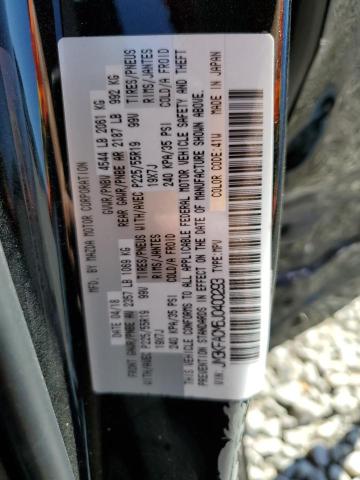 MFD BY MAZDA MOTOR CORPORATION
04/18 GVWR/PNBV 4544 LB 2061 KG
FRONT GAWR/PNBE AV 2357 LB 1069 KG REAR GAWR/PNBE AR 2187 LB 992 KG
WITH/AVEC P225/55R19 99V TIRES/PNEUS WITH/AVEC P225/55R19 99V TIRES/PNEUS
19X7J RIMS/JANTES 19X7J RIMS/JANTES
240 KPA/35 PSI COLD/A FROID 240 KPA/35 PSI COLD/A FROID
THIS VEHICLE CONFORMS TO ALL APPLICABLE FEDERAL MOTOR VEHICLE SAFETY AND THEFT
PREVENTION STANDARDS IN EFFECT ON THE DATE OF MANUFACTURE SHOWN ABOVE.
VIN: TYPE:MPV COLOR CODE:41W MADE IN JAPAN